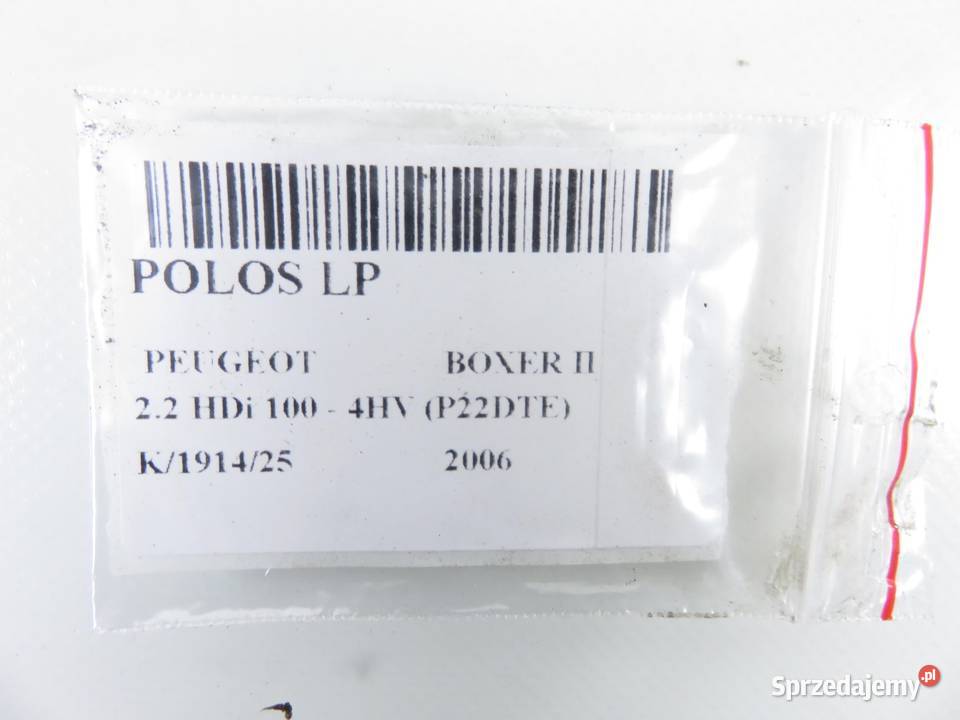 POLOS LP
PEUGEOT BOXER II
2.2 HDi 100 - 4HV (P22DTE)
K/1914/25 2006
Sprzedajemy.pl